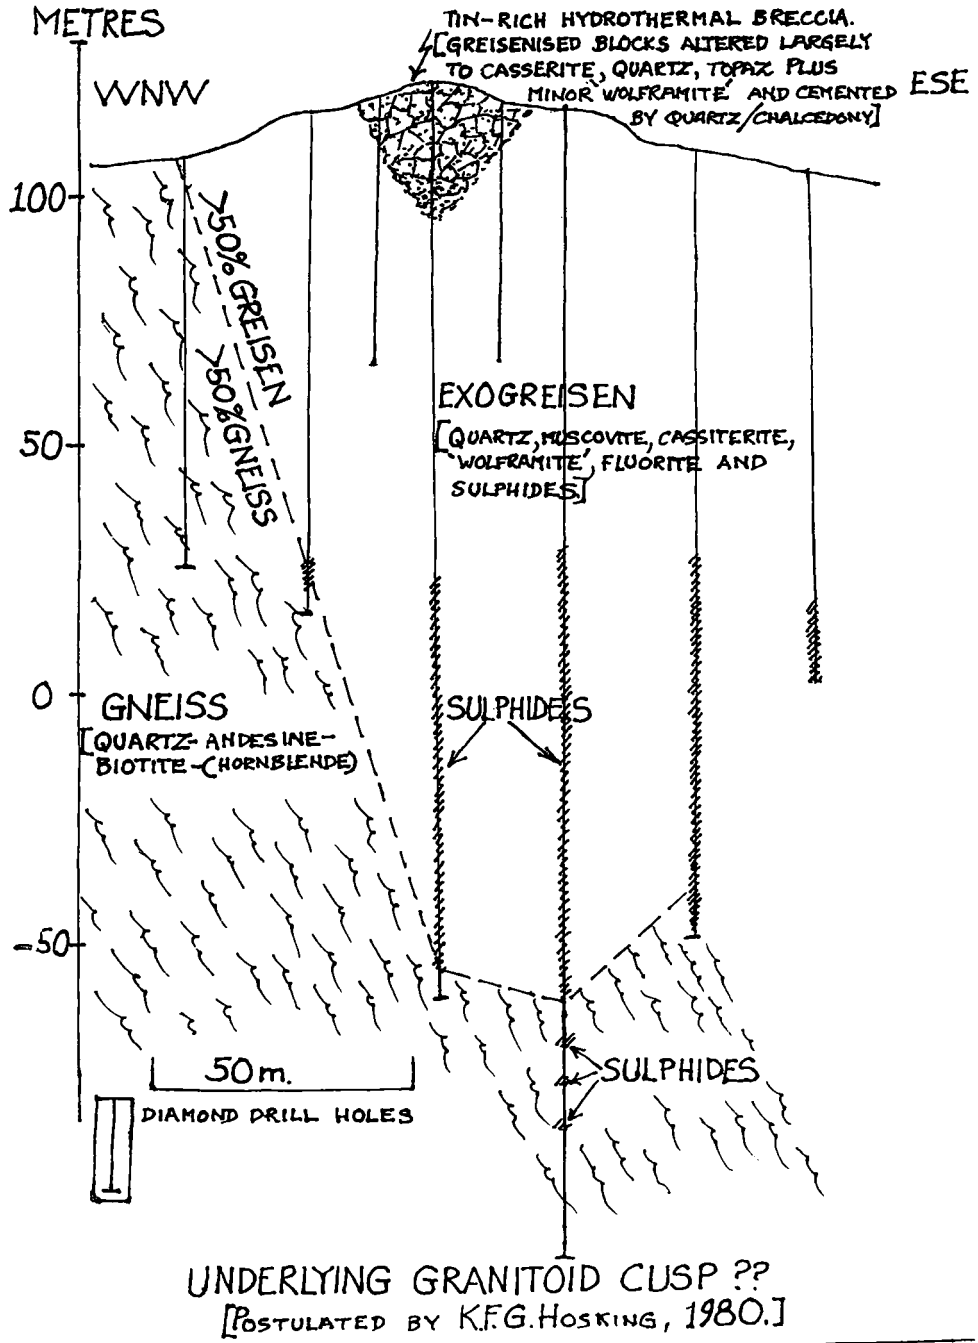 METRES
TIN-RICH HYDROTHERMAL BRECCIA.
[GREISENISED BLOCKS ALTERED LARGELY
TO CASSERITE, QUARTZ, TOPAZ PLUS
MINOR 'WOLFRAMITE' AND CEMENTED
BY QUARTZ/CHALCEDONY]
WNW
ESE
100
>50% GREISEN
>50% GNEISS
EXOGREISEN
[QUARTZ, MUSCOVITE, CASSITERITE,
'WOLFRAMITE', FLUORITE AND
SULPHIDES.]
50
0
GNEISS
[QUARTZ-ANDESINE-
BIOTITE-(HORNBLENDE)
SULPHIDES
-50
50m.
SULPHIDES
DIAMOND DRILL HOLES
UNDERLYING GRANITOID CUSP ??
[POSTULATED BY K.F.G. HOSKING, 1980.]